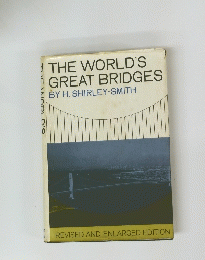 THE WORLD'S
GREAT BRIDGES
BY H. SHIRLEY-SMITH
REVISED AND ENLARGED EDITION